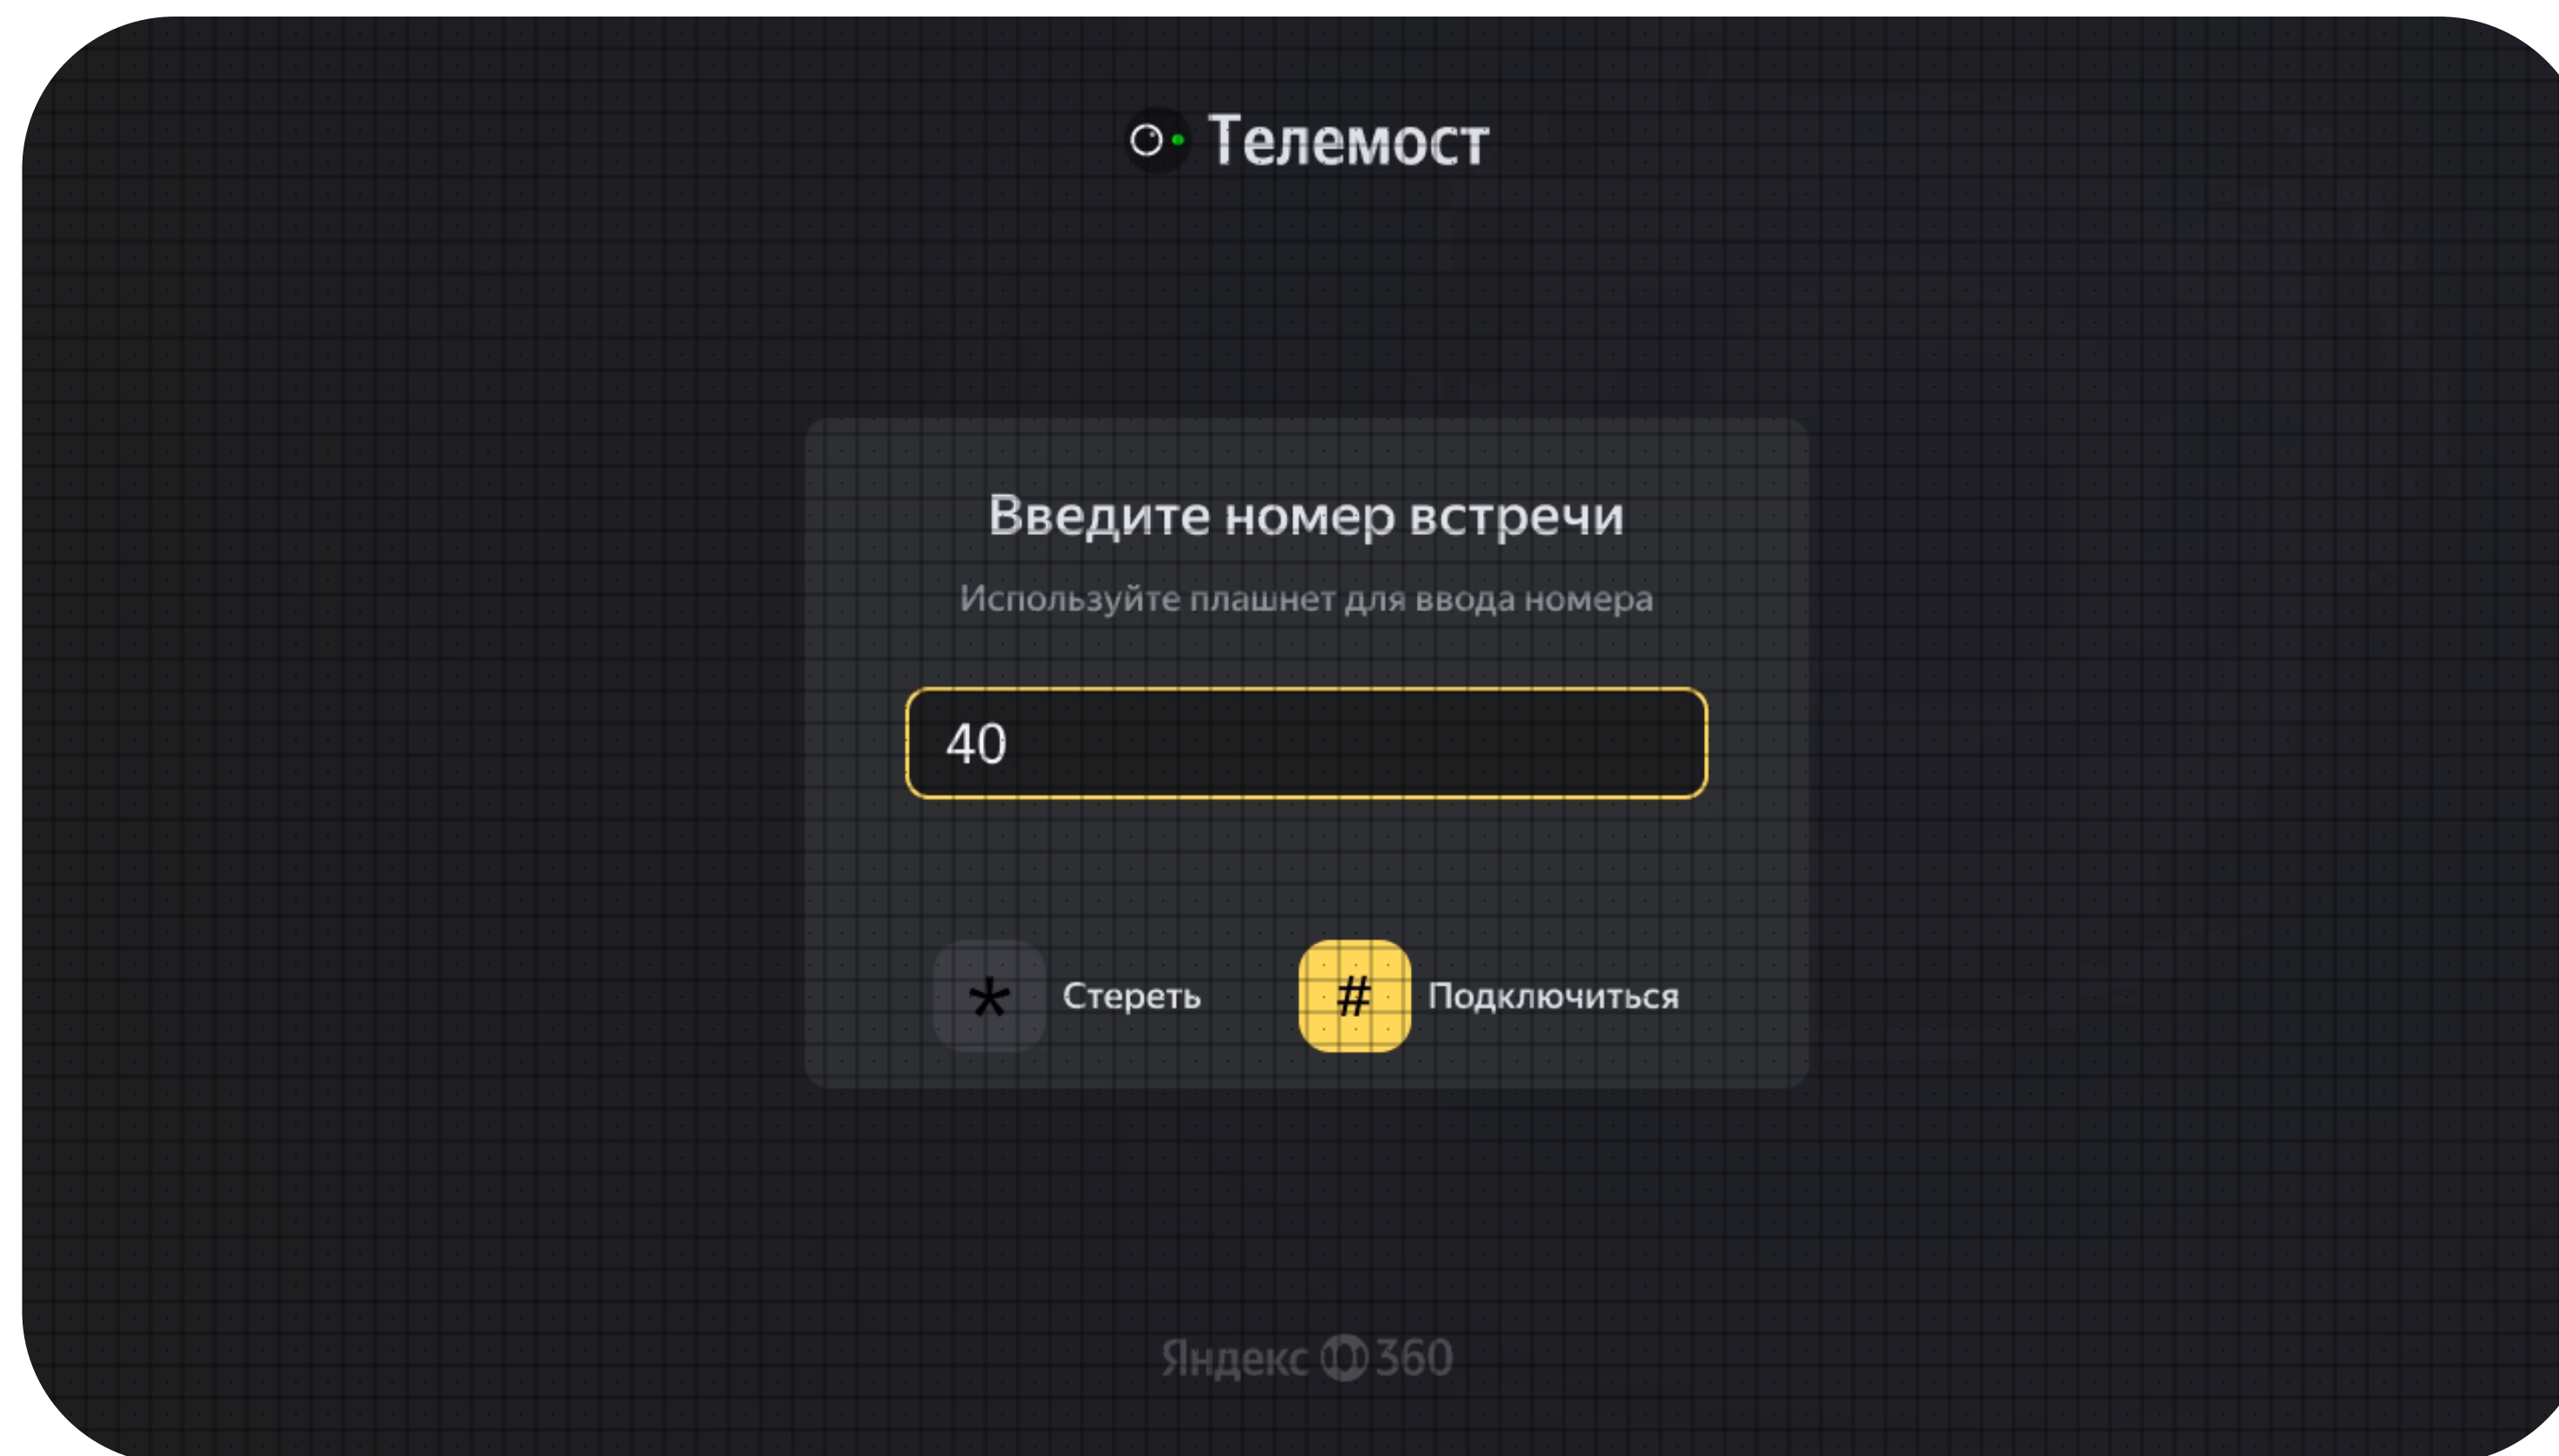 Телемост
Введите номер встречи
Используйте плашнет для ввода номера
40
* Стереть
# Подключиться
Яндекс 360